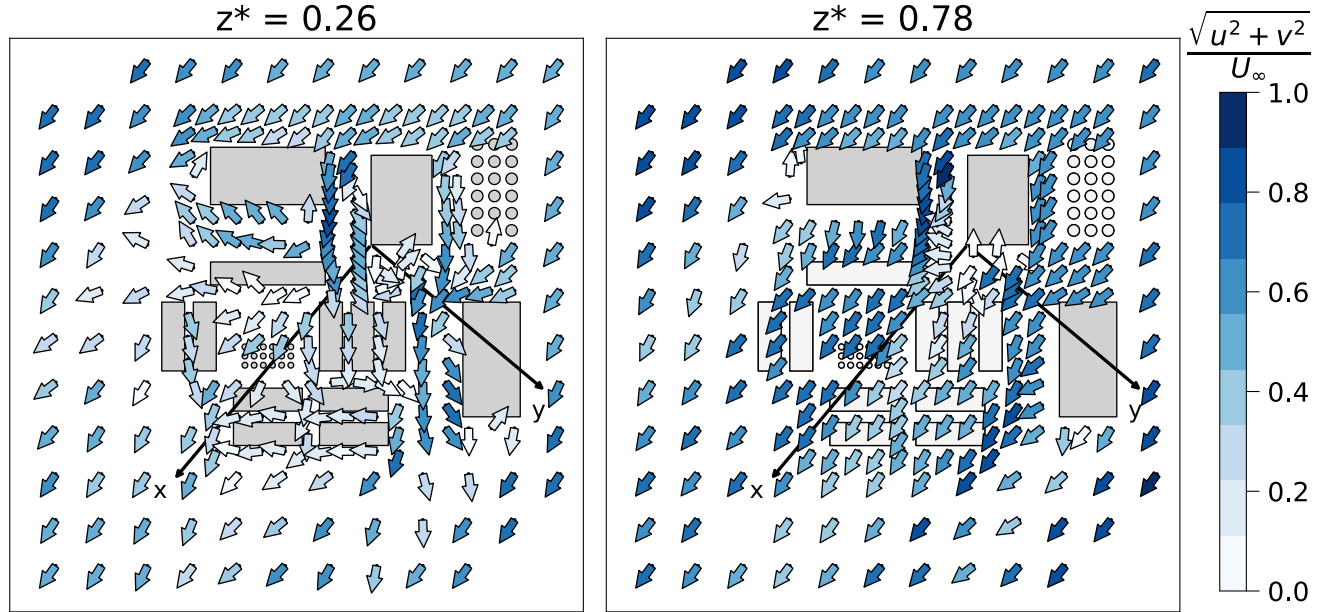 z* = 0.26
z* = 0.78
√u² + v²
U∞
1.0
0.8
0.6
0.4
0.2
0.0
x
y
x
y